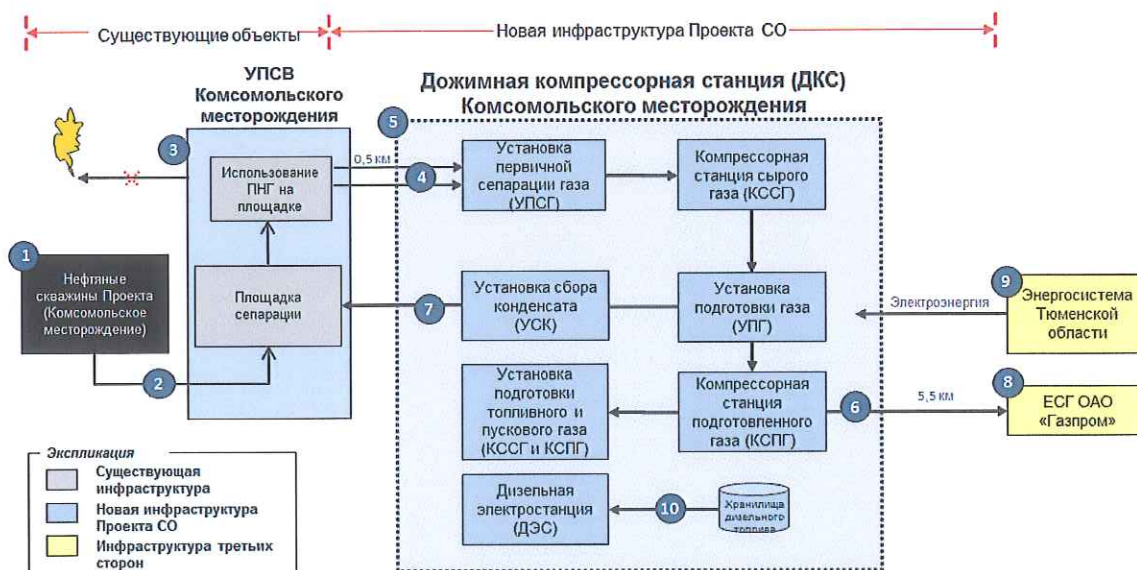 Существующие объекты
Новая инфраструктура Проекта СО
УПСВ
Комсомольского
месторождения
Дожимная компрессорная станция (ДКС)
Комсомольского месторождения
5
3
Использование
ПНГ на
площадке
0,5 км
4
Установка
первичной
сепарации газа
(УПСГ)
Компрессорная
станция сырого
газа (КССГ)
1
Нефтяные
скважины Проекта
(Комсомольское
месторождение)
2
Площадка
сепарации
7
Установка сбора
конденсата
(УСК)
Установка
подготовки газа
(УПГ)
Электроэнергия
9
Энергосистема
Тюменской
области
Установка
подготовки
топливного и
пускового газа
(КССГ и КСПГ)
Компрессорная
станция
подготовленного
газа (КСПГ)
6
5,5 км
8
ЕСГ ОАО
«Газпром»
Дизельная
электростанция
(ДЭС)
10
Хранилища
дизельного
топлива
Экспликация
Существующая
инфраструктура
Новая инфраструктура
Проекта СО
Инфраструктура третьих
сторон